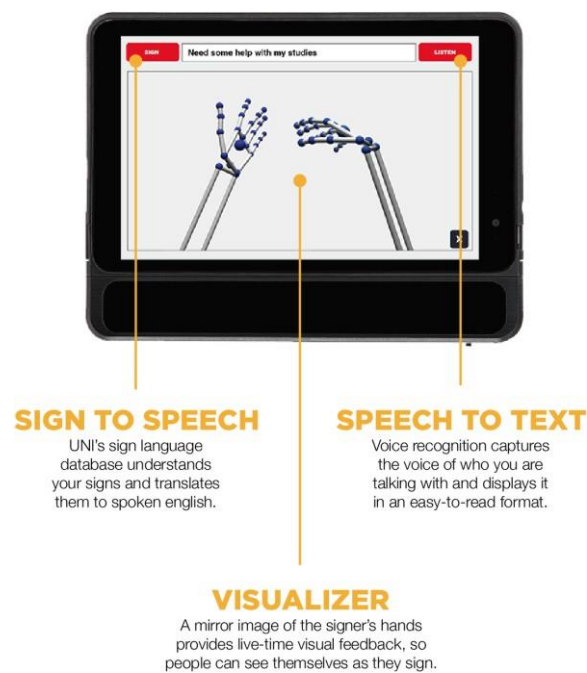 SIGN
Need some help with my studies
LISTEN
X
SIGN TO SPEECH
UNI's sign language
database understands
your signs and translates
them to spoken english.
SPEECH TO TEXT
Voice recognition captures
the voice of who you are
talking with and displays it
in an easy-to-read format.
VISUALIZER
A mirror image of the signer's hands
provides live-time visual feedback, so
people can see themselves as they sign.